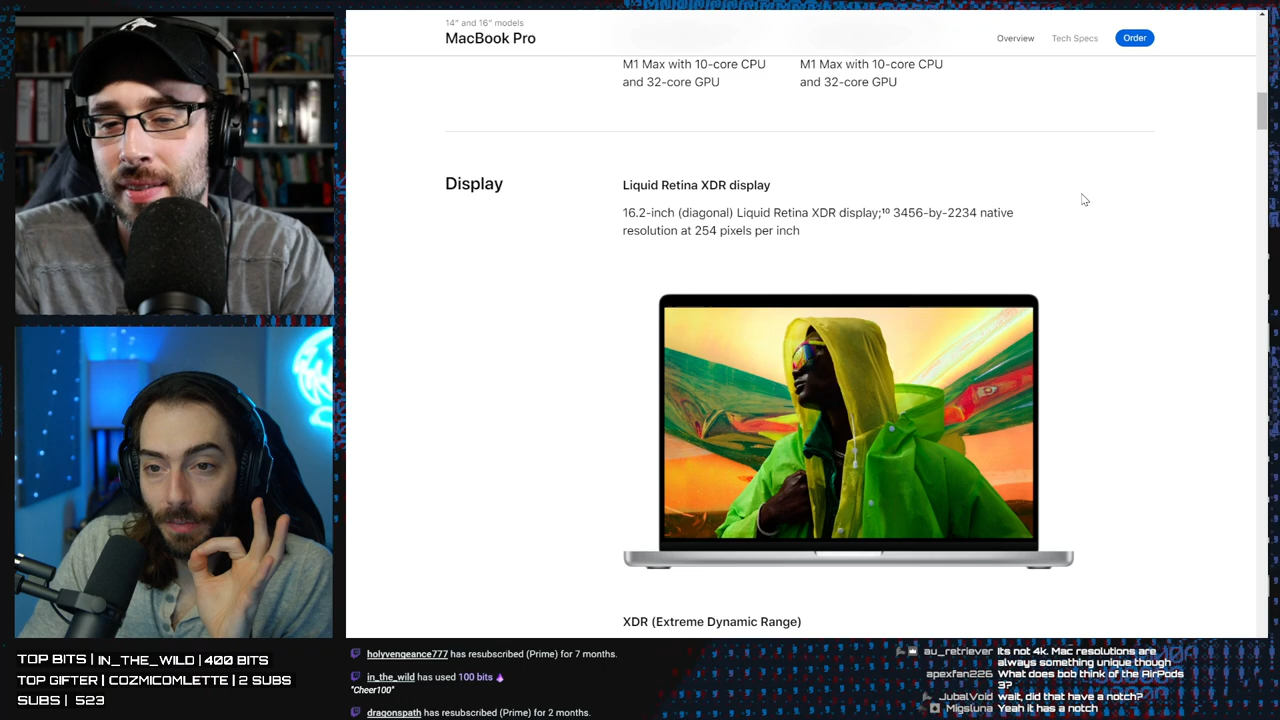 14” and 16” models
MacBook Pro
Overview
Tech Specs
Order
M1 Max with 10-core CPU
and 32-core GPU
M1 Max with 10-core CPU
and 32-core GPU
Display
Liquid Retina XDR display
16.2-inch (diagonal) Liquid Retina XDR display;¹⁰ 3456-by-2234 native
resolution at 254 pixels per inch
XDR (Extreme Dynamic Range)
TOP BITS | IN_THE_WILD | 400 BITS
TOP GIFTER | COZMICOMLETTE | 2 SUBS
SUBS | 523
holyvengeance777 has resubscribed (Prime) for 7 months.
in_the_wild has used 100 bits
"Cheer100"
dragonspath has resubscribed (Prime) for 2 months.
au_retriever Its not 4k. Mac resolutions are
always something unique though
apexfan226 What does bob think of the AirPods
3?
JubalVoid wait, did that have a notch?
Migsluna Yeah it has a notch